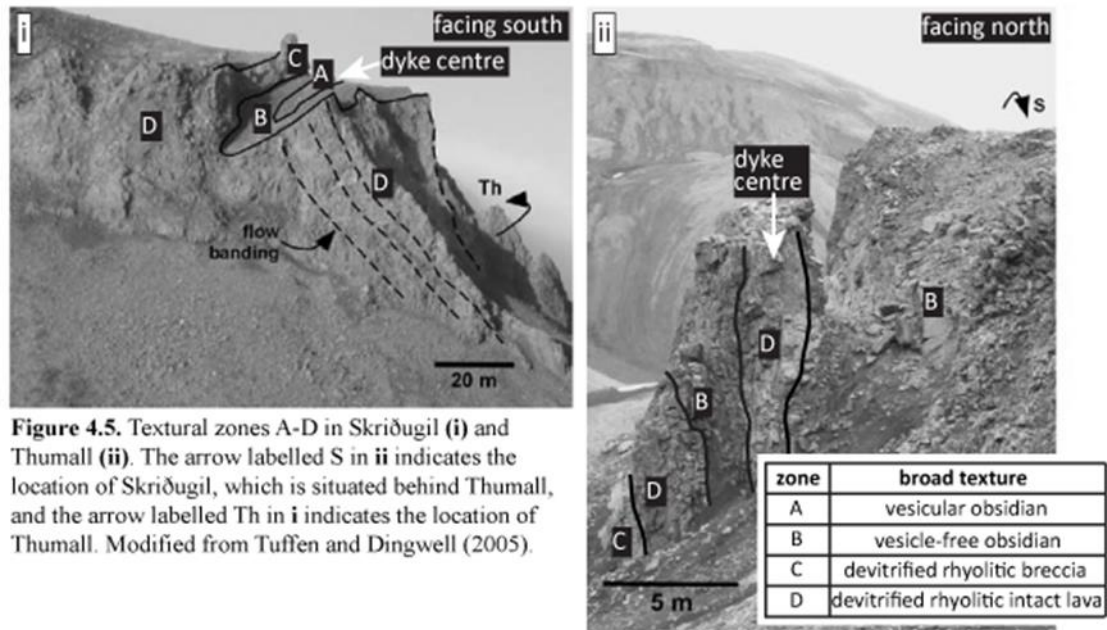 i
facing south
C
A
dyke centre
B
D
D
Th
flow
banding
20 m
Figure 4.5. Textural zones A-D in Skriðugil (i) and
Thumall (ii). The arrow labelled S in ii indicates the
location of Skriðugil, which is situated behind Thumall,
and the arrow labelled Th in i indicates the location of
Thumall. Modified from Tuffen and Dingwell (2005).
ii
facing north
S
dyke
centre
B
D
B
D
C
5 m
zone broad texture
A vesicular obsidian
B vesicle-free obsidian
C devitrified rhyolitic breccia
D devitrified rhyolitic intact lava